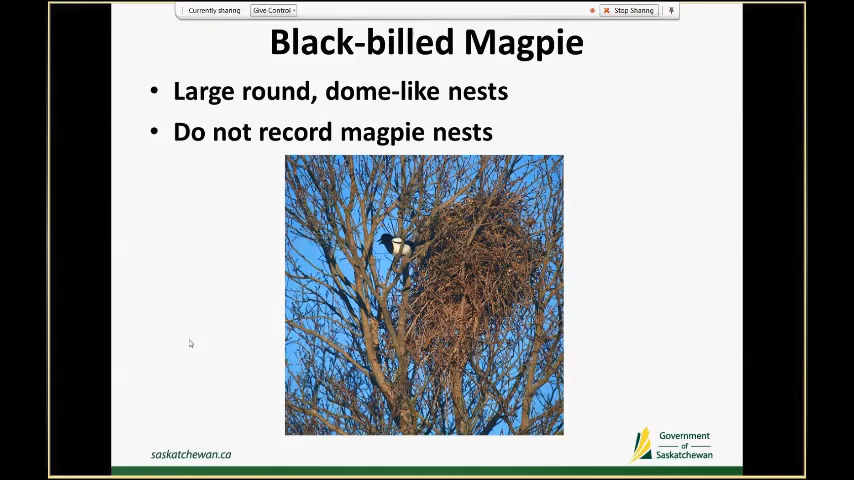 Currently sharing Give Control Stop Sharing
Black-billed Magpie
• Large round, dome-like nests
• Do not record magpie nests
saskatchewan.ca
Government
of
Saskatchewan